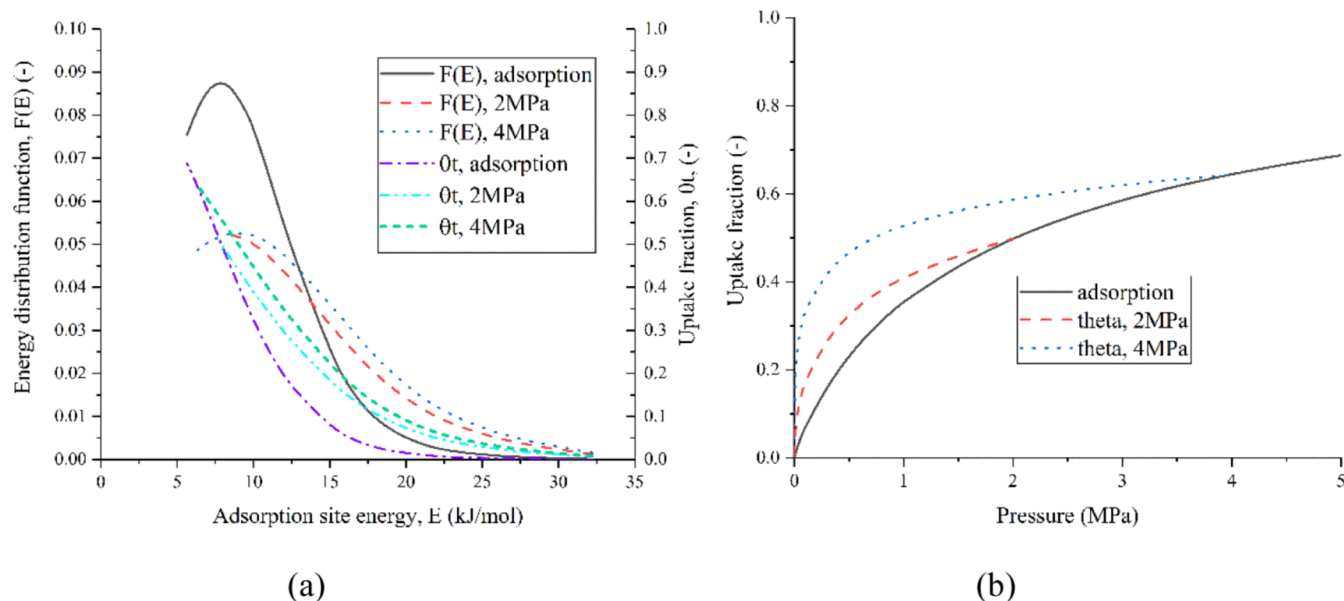 0.10
0.09
0.08
0.07
0.06
0.05
0.04
0.03
0.02
0.01
0.00
Energy distribution function, F(E) (-)
F(E), adsorption
F(E), 2MPa
F(E), 4MPa
θt, adsorption
θt, 2MPa
θt, 4MPa
1.0
0.9
0.8
0.7
0.6
0.5
0.4
0.3
0.2
0.1
0.0
Uptake fraction, θt, (-)
0 5 10 15 20 25 30 35
Adsorption site energy, E (kJ/mol)
(a)
1.0
0.8
0.6
0.4
0.2
0.0
Uptake fraction (-)
adsorption
theta, 2MPa
theta, 4MPa
0 1 2 3 4 5
Pressure (MPa)
(b)